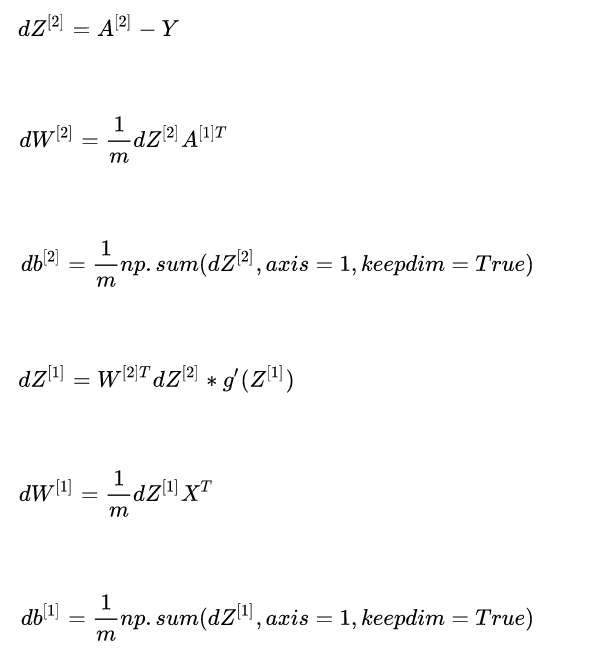 dZ^{[2]} = A^{[2]} − Y
dW^{[2]} = \frac{1}{m} dZ^{[2]} A^{[1]T}
db^{[2]} = \frac{1}{m} np.sum(dZ^{[2]}, axis = 1, keepdim = True)
dZ^{[1]} = W^{[2]T} dZ^{[2]} * g′(Z^{[1]})
dW^{[1]} = \frac{1}{m} dZ^{[1]} X^{T}
db^{[1]} = \frac{1}{m} np.sum(dZ^{[1]}, axis = 1, keepdim = True)